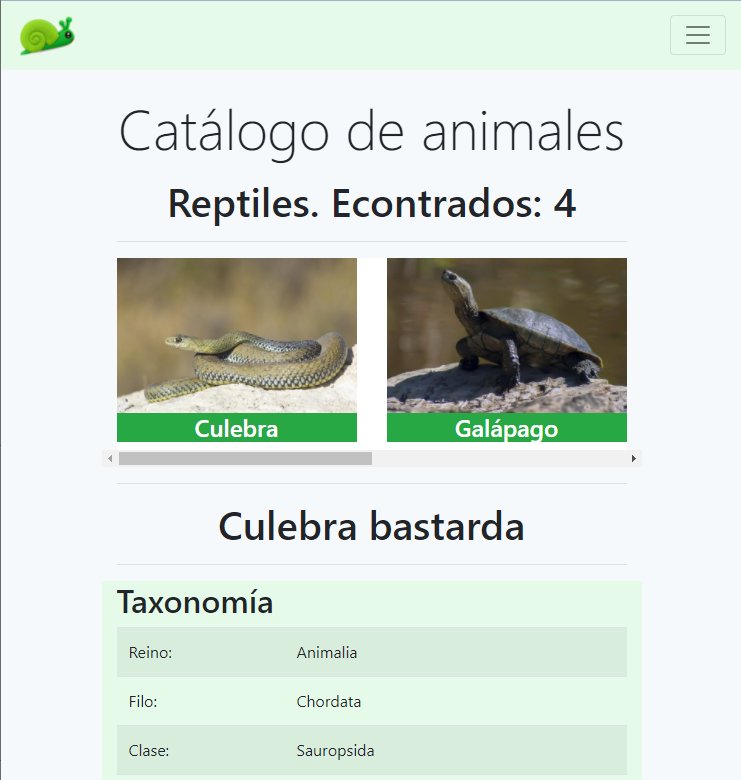 Catálogo de animales
Reptiles. Econtrados: 4
Culebra
Galápago
Culebra bastarda
Taxonomía
Reino: Animalia
Filo: Chordata
Clase: Sauropsida